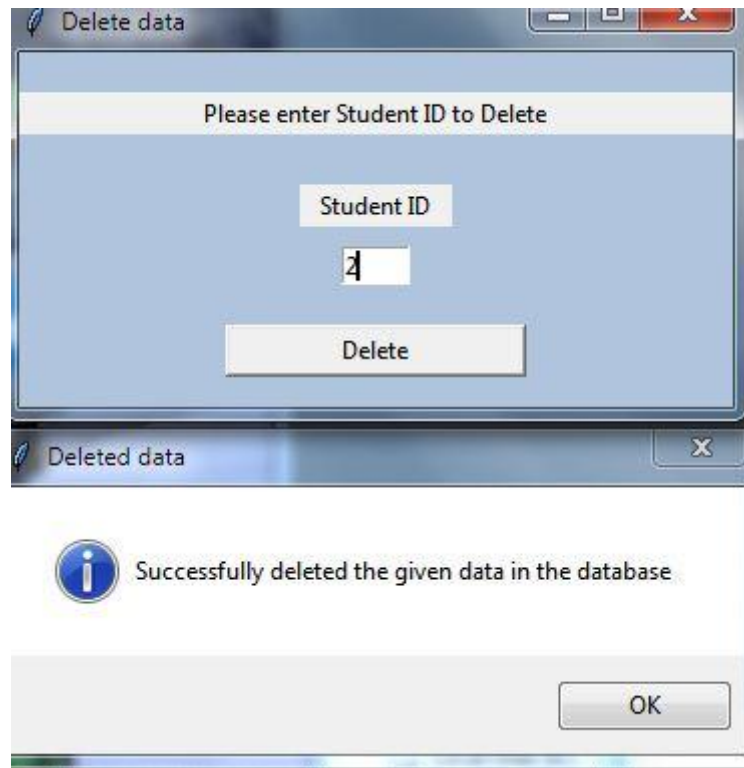 Delete data
Please enter Student ID to Delete
Student ID
2
Delete
Deleted data
Successfully deleted the given data in the database
OK